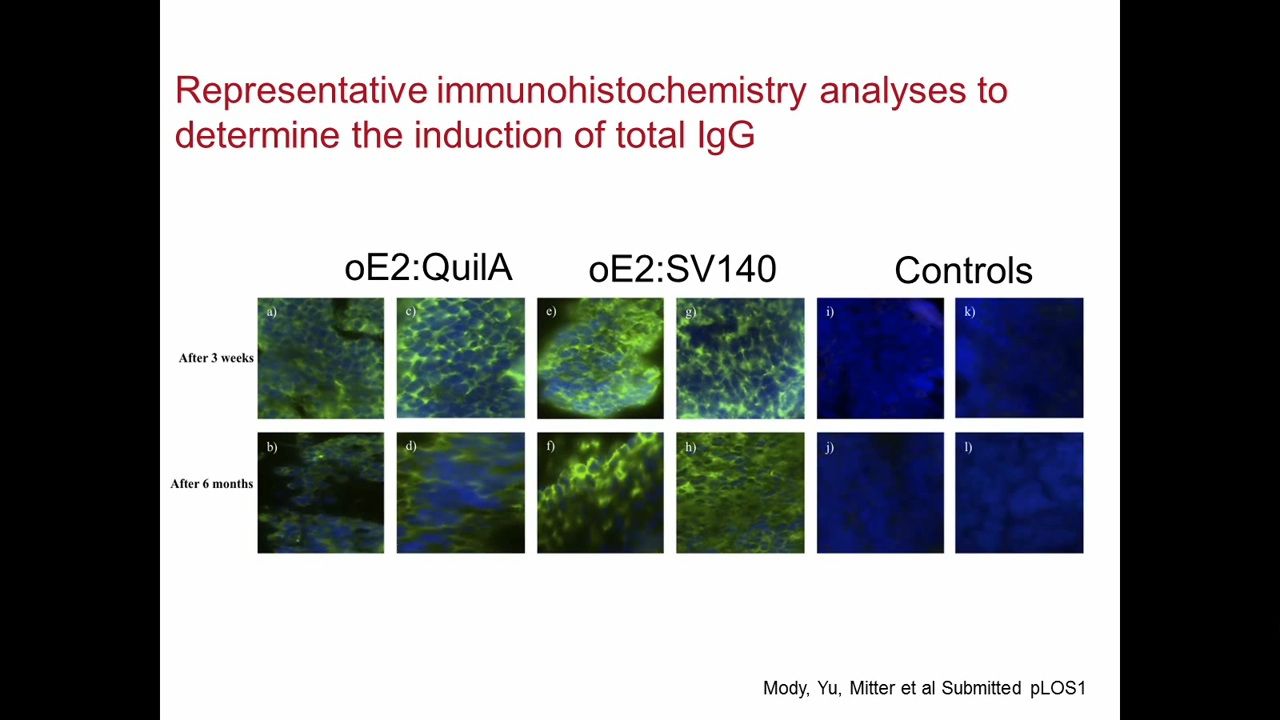 Representative immunohistochemistry analyses to
determine the induction of total IgG
oE2:QuilA oE2:SV140 Controls
After 3 weeks a) c) e) g) i) k)
After 6 months b) d) f) h) j) l)
Mody, Yu, Mitter et al Submitted pLOS1